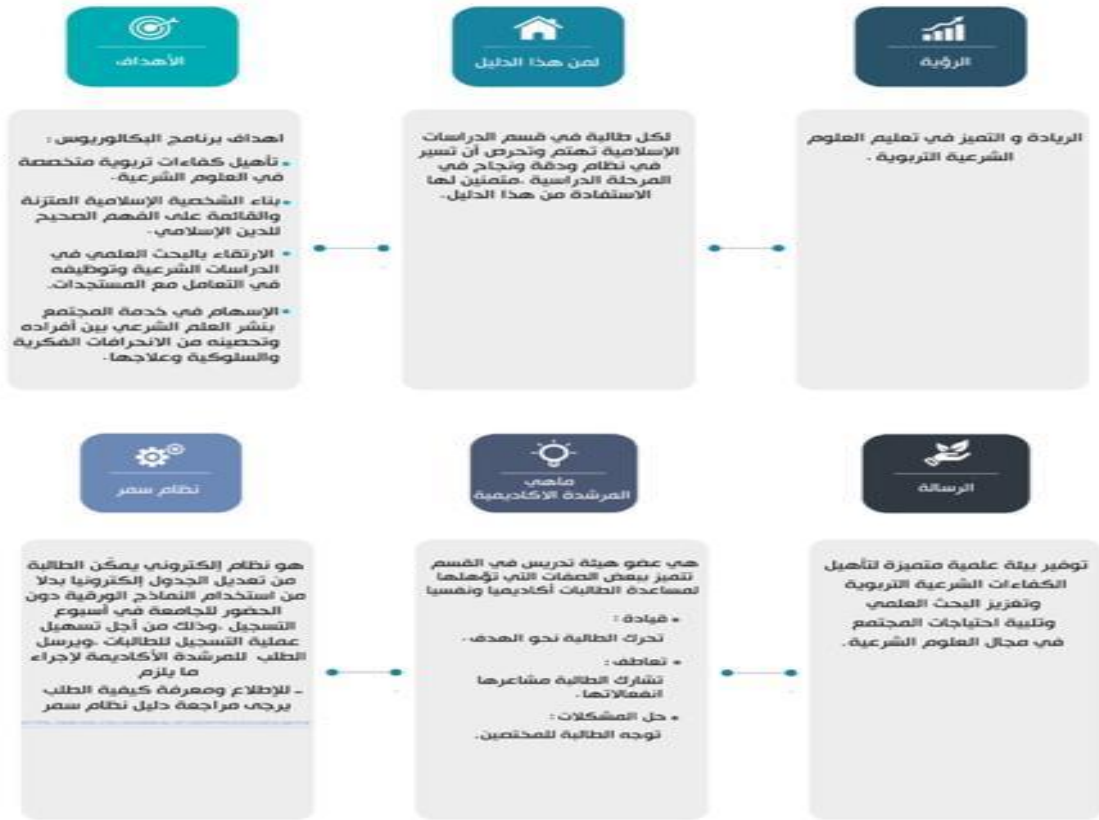 الرؤية
الريادة و التميز في تعليم العلوم
الشرعية التربوية .
لمن هذا الدليل
لكل طالبة في قسم الدراسات
الإسلامية تهتم وتحرص أن تسير
في نظام ودقة ونجاح في
المرحلة الدراسية ،متمنين لها
الاستفادة من هذا الدليل.
الأهداف
اهداف برنامج البكالوريوس :
• تأهيل كفاءات تربوية متخصصة
في العلوم الشرعية.
• بناء الشخصية الإسلامية المتزنة
والقائمة على الفهم الصحيح
للدين الإسلامي.
• الارتقاء بالبحث العلمي في
الدراسات الشرعية وتوظيفه
في التعامل مع المستجدات.
• الإسهام في خدمة المجتمع
بنشر العلم الشرعي بين أفراده
وتحصينه من الانحرافات الفكرية
والسلوكية وعلاجها.
الرسالة
توفير بيئة علمية متميزة لتأهيل
الكفاءات الشرعية التربوية
وتعزيز البحث العلمي
وتلبية احتياجات المجتمع
في مجال العلوم الشرعية.
ماهي
المرشدة الاكاديمية
هي عضو هيئة تدريس في القسم
تتميز ببعض الصفات التي تؤهلها
لمساعدة الطالبات أكاديميا ونفسيا
• قيادة :
تحرك الطالبة نحو الهدف .
• تعاطف :
تشارك الطالبة مشاعرها
انفعالاتها .
• حل المشكلات :
توجه الطالبة للمختصين.
نظام سمر
هو نظام إلكتروني يمكّن الطالبة
من تعديل الجدول إلكترونيا بدلا
من استخدام النماذج الورقية دون
الحضور للجامعة في أسبوع
التسجيل ،وذلك من أجل تسهيل
عملية التسجيل للطالبات ،ويرسل
الطلب للمرشدة الأكاديمة لإجراء
ما يلزم
ـ للإطلاع ومعرفة كيفية الطلب
يرجى مراجعة دليل نظام سمر